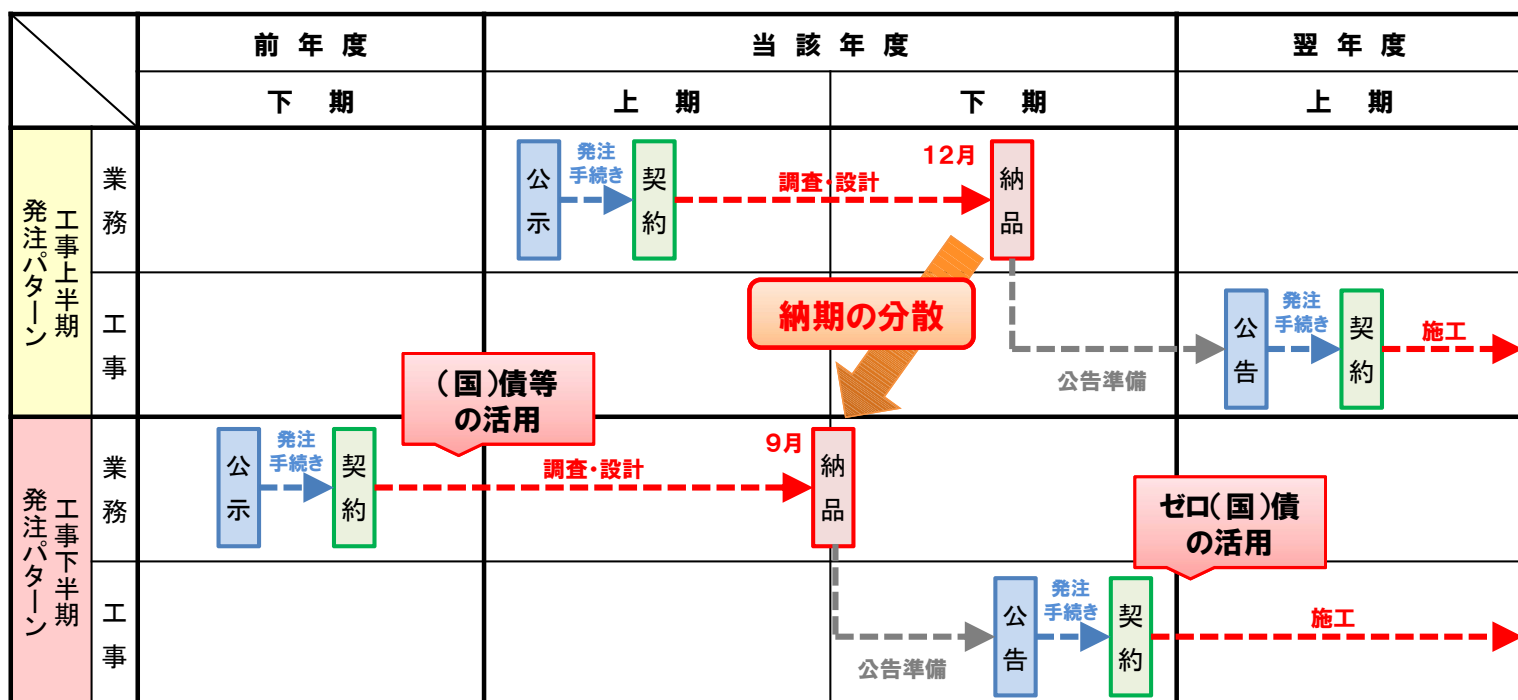 前年度
当該年度
翌年度
下期
上期
下期
上期
工事上半期
発注パターン
業務
公示
発注
手続き
契約
調査・設計
12月
納品
納期の分散
工事
公告準備
公告
発注
手続き
契約
施工
(国)債等
の活用
工事下半期
発注パターン
業務
公示
発注
手続き
契約
調査・設計
9月
納品
ゼロ(国)債
の活用
工事
公告準備
公告
発注
手続き
契約
施工